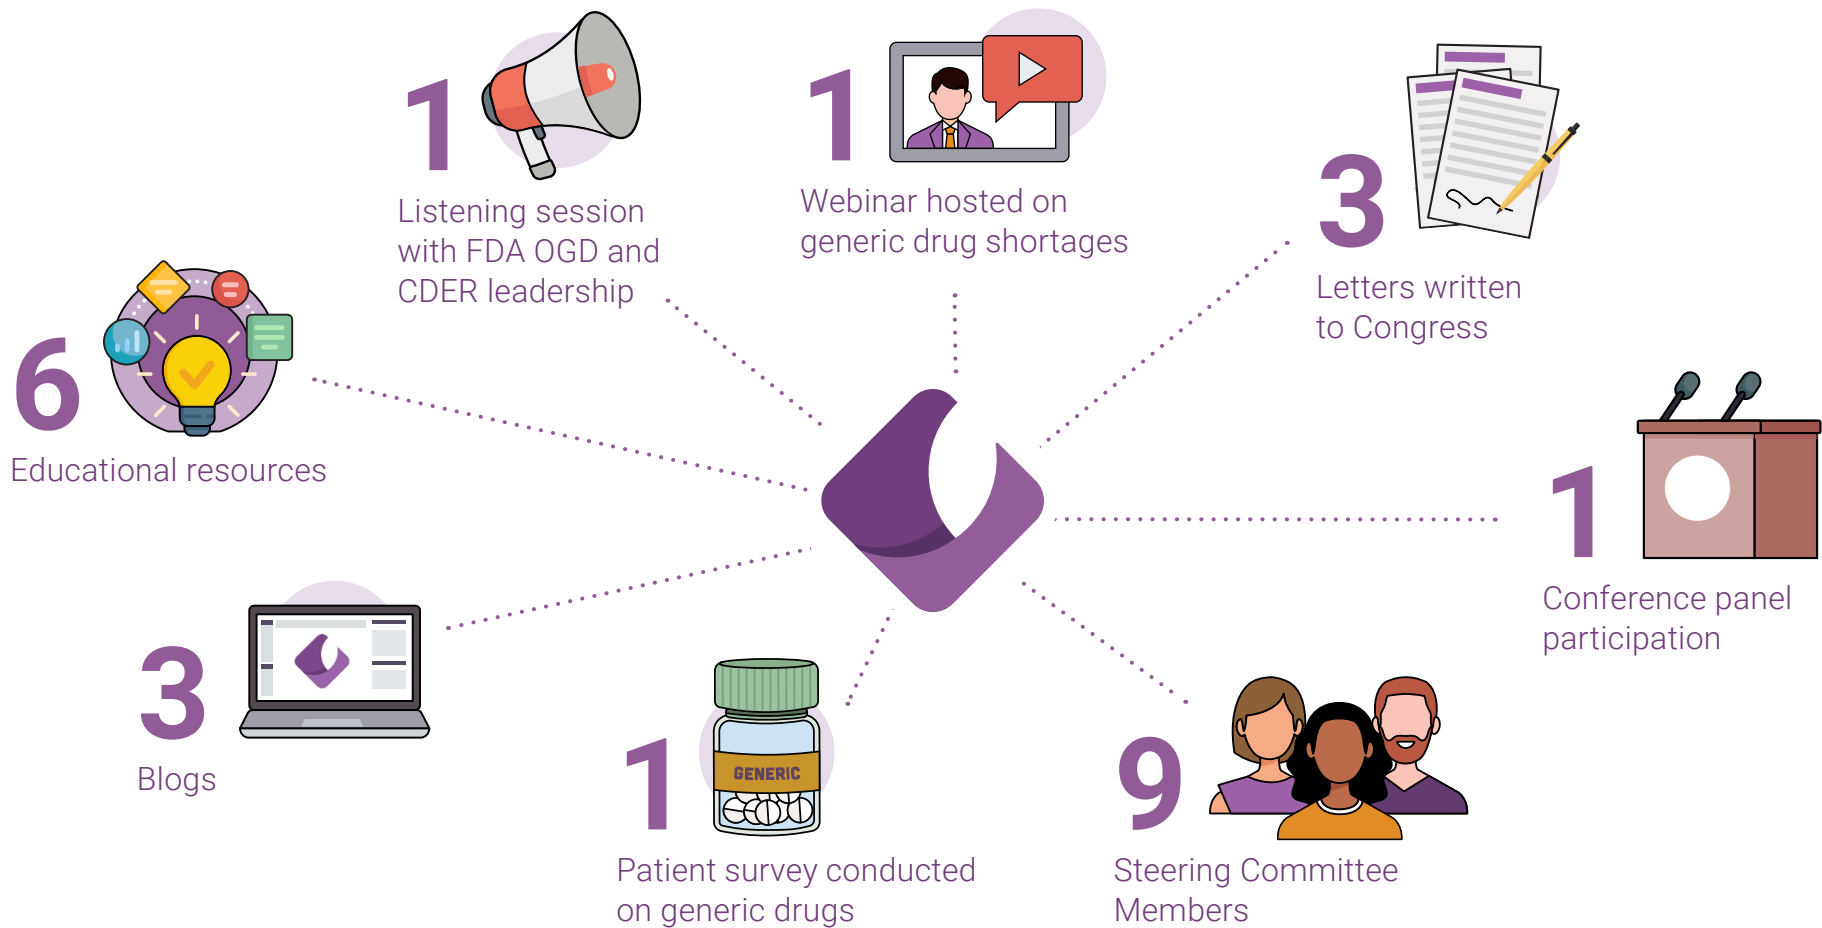 1
Listening session
with FDA OGD and
CDER leadership
1
Webinar hosted on
generic drug shortages
3
Letters written
to Congress
6
Educational resources
1
Conference panel
participation
3
Blogs
1
GENERIC
Patient survey conducted
on generic drugs
9
Steering Committee
Members